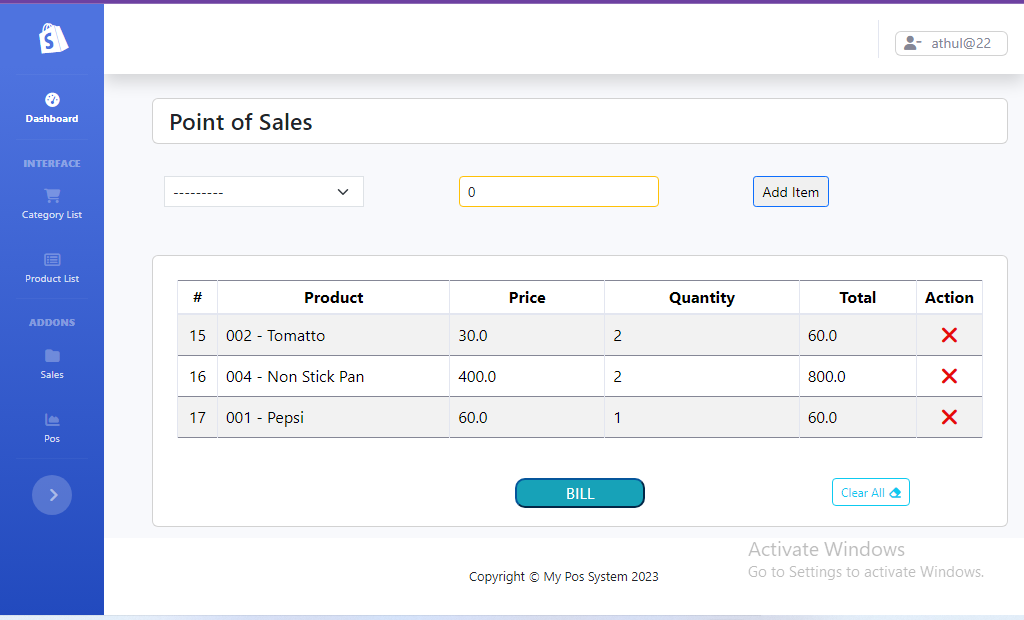 S
athul@22
Dashboard
INTERFACE
Category List
Product List
ADDONS
Sales
Pos
Point of Sales
---------
0
Add Item
# Product Price Quantity Total Action
15 002 - Tomatto 30.0 2 60.0
16 004 - Non Stick Pan 400.0 2 800.0
17 001 - Pepsi 60.0 1 60.0
BILL
Clear All
Activate Windows
Go to Settings to activate Windows.
Copyright © My Pos System 2023